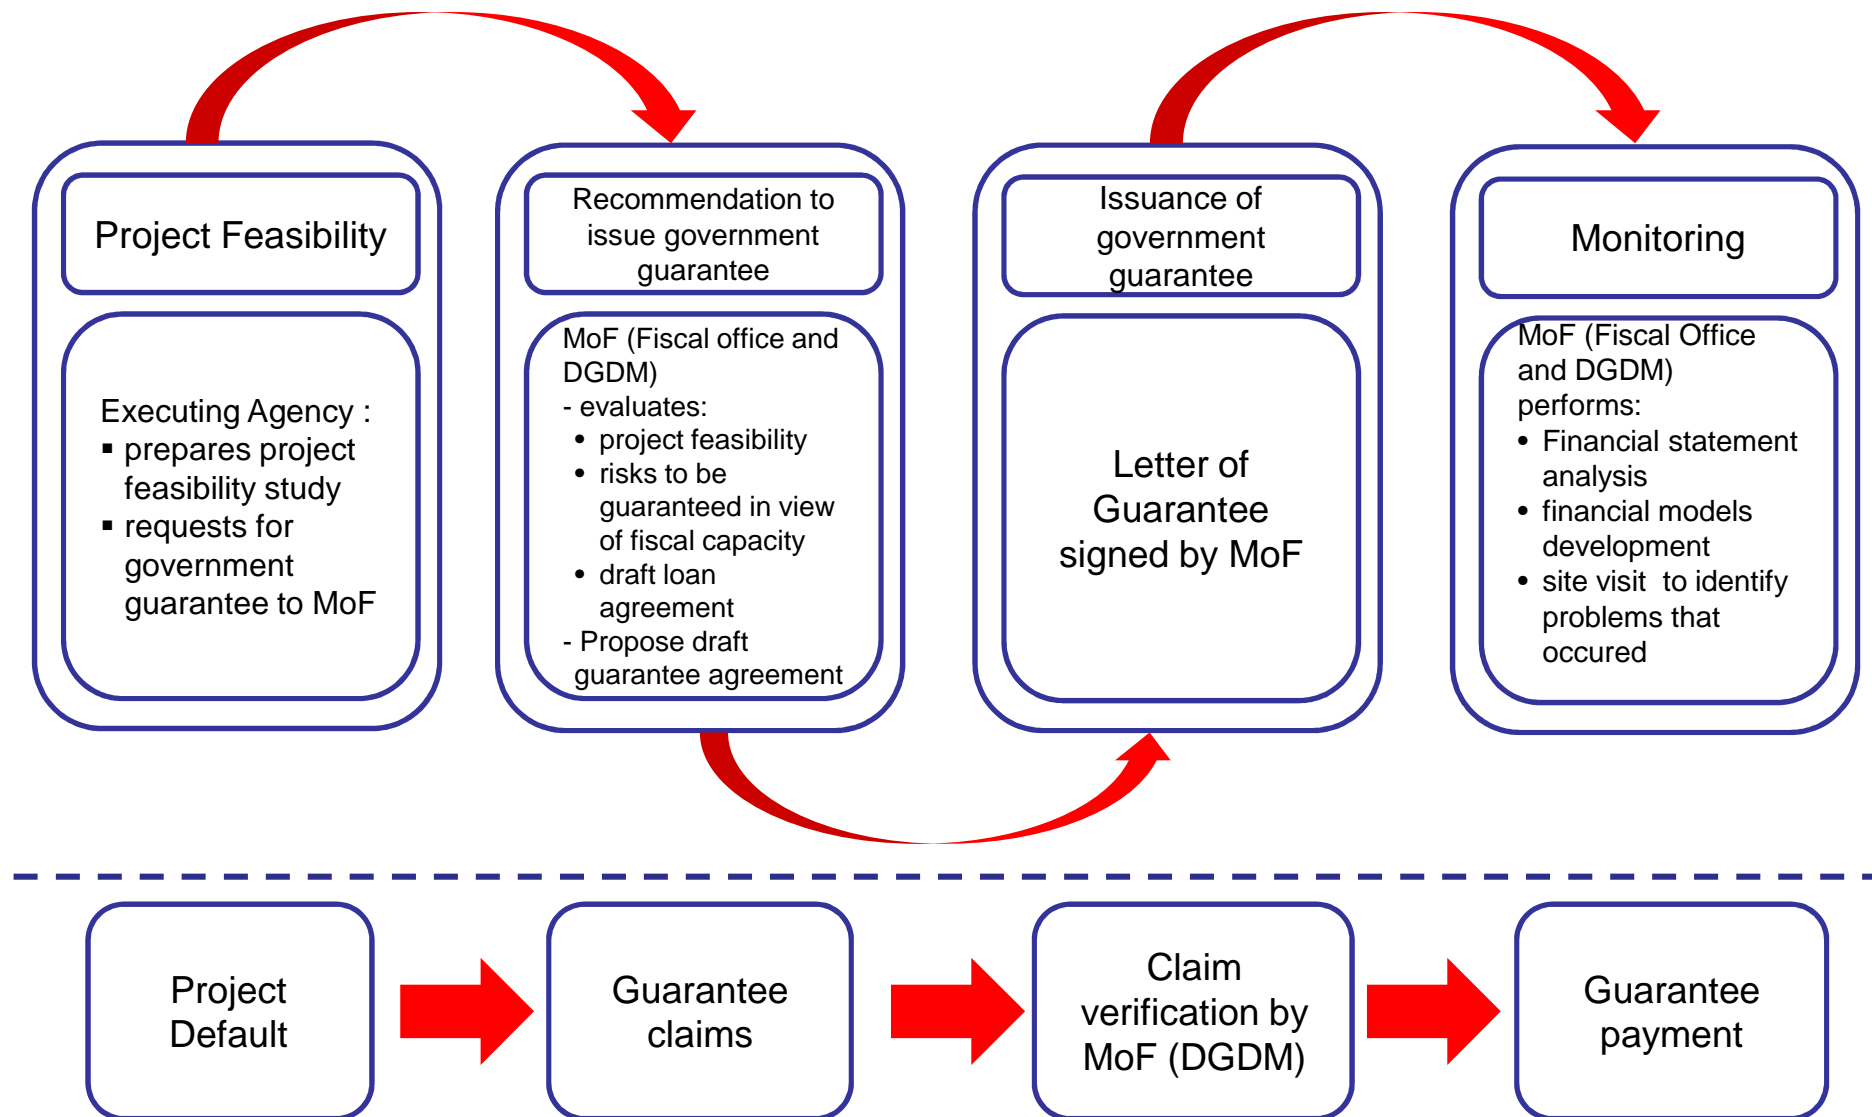 Project Feasibility
Executing Agency :
▪ prepares project
feasibility study
▪ requests for
government
guarantee to MoF
Recommendation to
issue government
guarantee
MoF (Fiscal office and
DGDM)
- evaluates:
• project feasibility
• risks to be
guaranteed in view
of fiscal capacity
• draft loan
agreement
- Propose draft
guarantee agreement
Issuance of
government
guarantee
Letter of
Guarantee
signed by MoF
Monitoring
MoF (Fiscal Office
and DGDM)
performs:
• Financial statement
analysis
• financial models
development
• site visit  to identify
problems that
occured
Project
Default
Guarantee
claims
Claim
verification by
MoF (DGDM)
Guarantee
payment